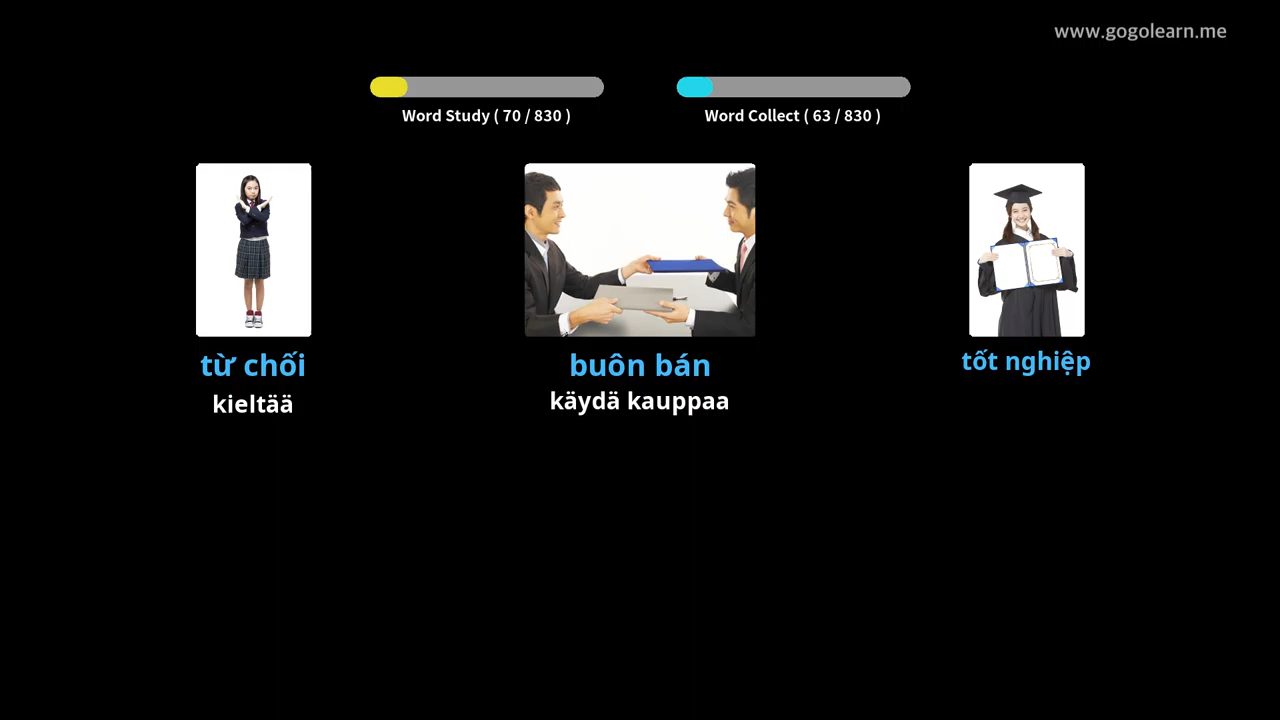 www.gogolearn.me
Word Study ( 70 / 830 )
Word Collect ( 63 / 830 )
từ chối
kieltää
buôn bán
käydä kauppaa
tốt nghiệp